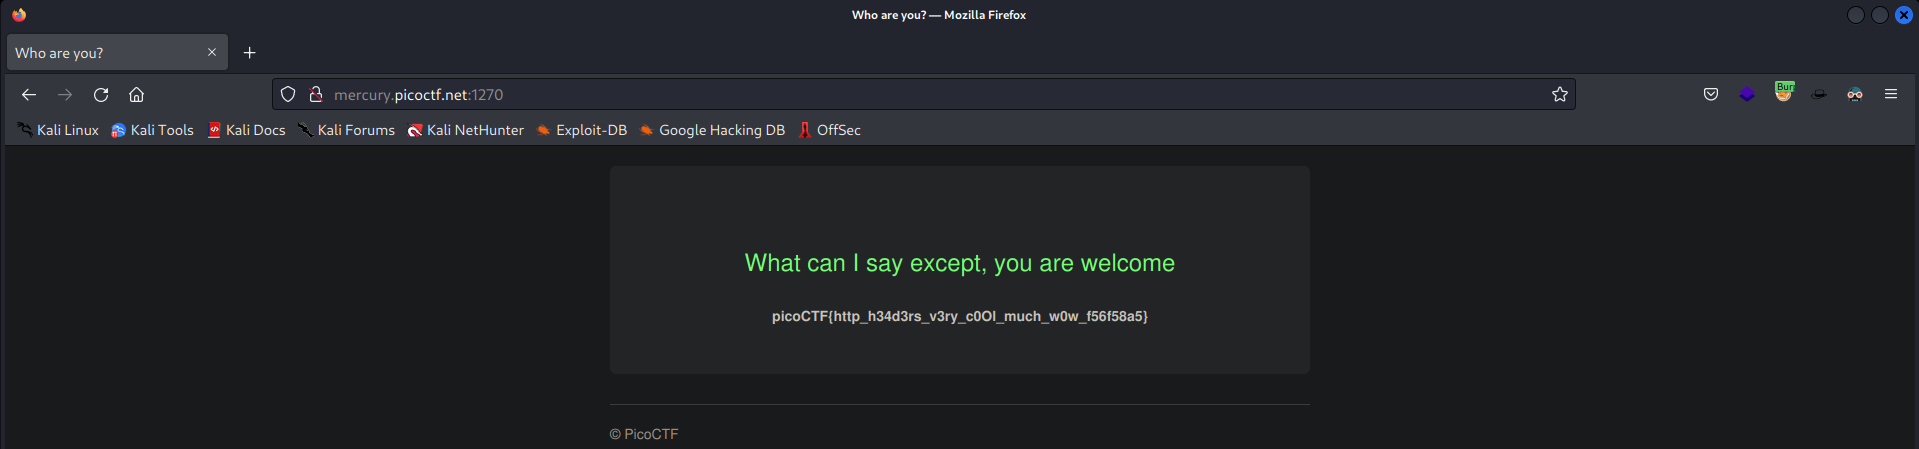 Who are you? — Mozilla Firefox
Who are you?
mercury.picoctf.net:1270
Bur
Kali Linux Kali Tools Kali Docs Kali Forums Kali NetHunter Exploit-DB Google Hacking DB OffSec
What can I say except, you are welcome
picoCTF{http_h34d3rs_v3ry_c0Ol_much_w0w_f56f58a5}
© PicoCTF